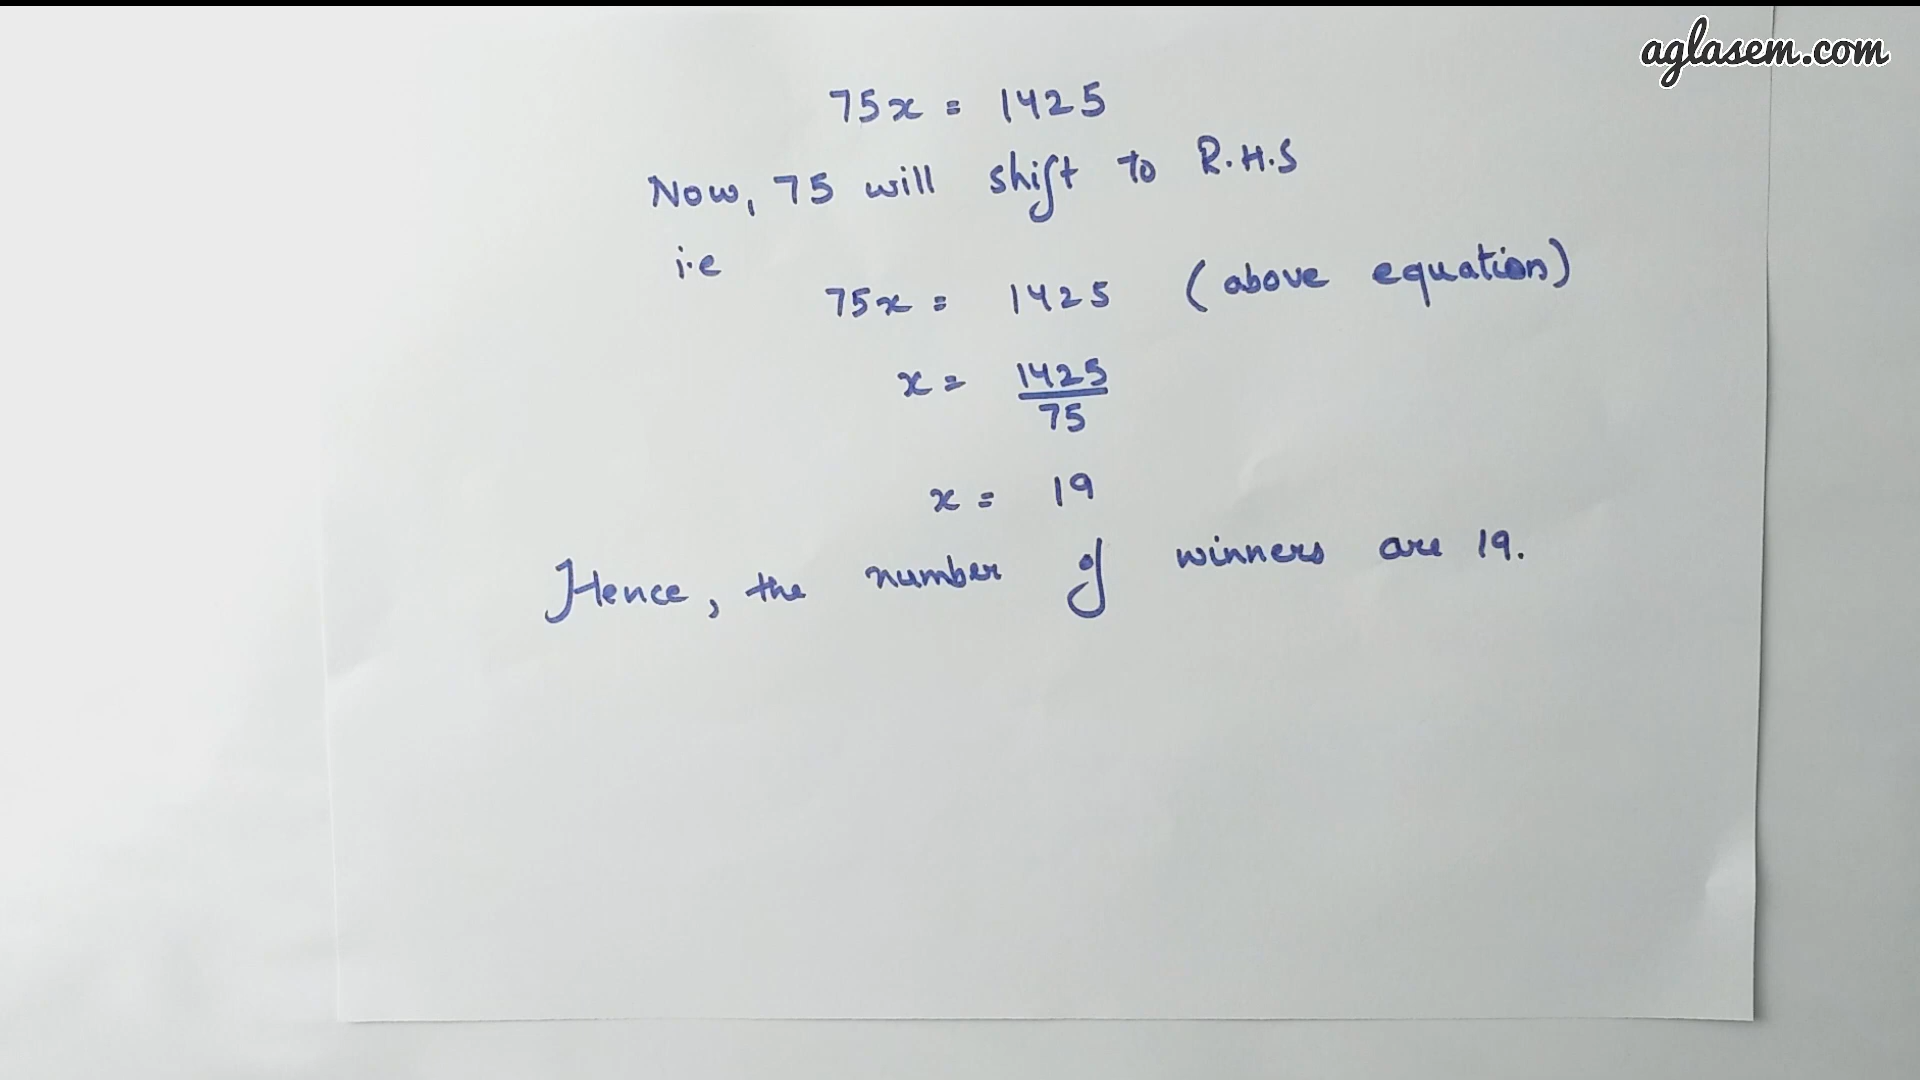 aglasem.com
75x = 1425
Now, 75 will shift to R.H.S
i.e
75x = 1425 (above equation)
x = 1425/75
x = 19
Hence, the number of winners are 19.